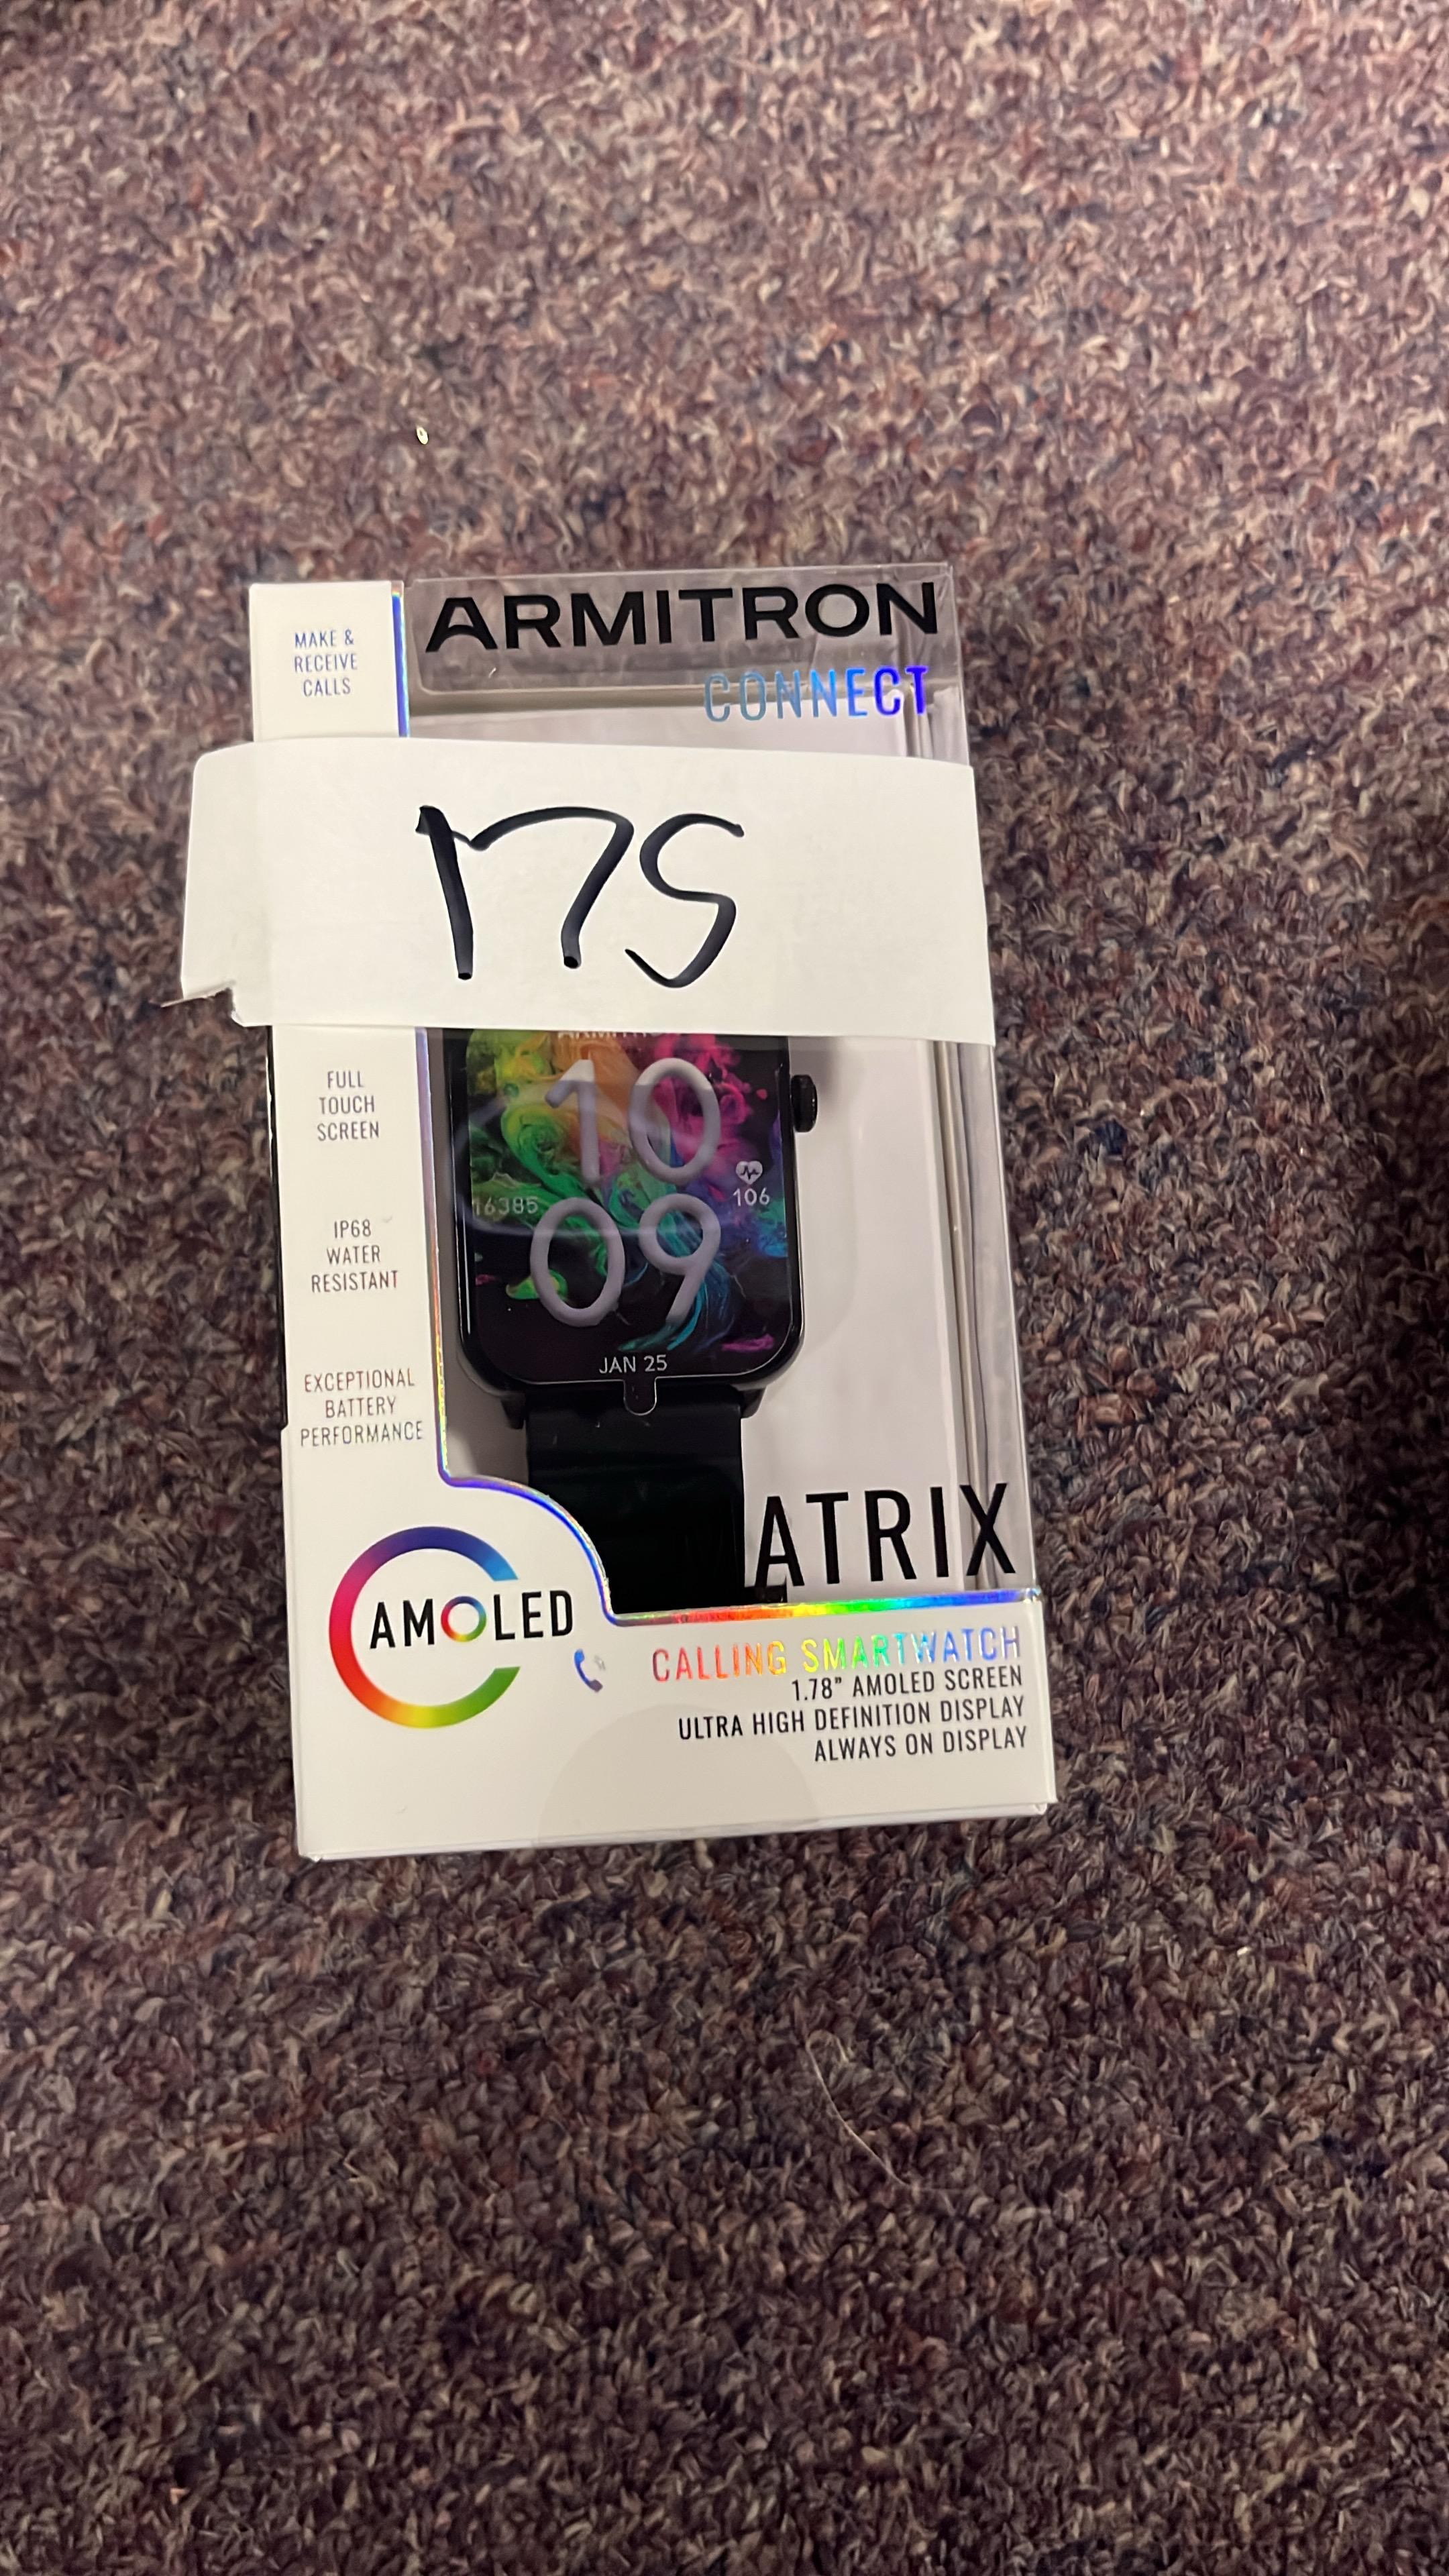 MAKE &
RECEIVE
CALLS
ARMITRON
CONNECT
175
FULL
TOUCH
SCREEN
IP68
WATER
RESISTANT
EXCEPTIONAL
BATTERY
PERFORMANCE
10
106
16385
09
JAN 25
ATRIX
AMOLED
CALLING SMARTWATCH
1.78" AMOLED SCREEN
ULTRA HIGH DEFINITION DISPLAY
ALWAYS ON DISPLAY